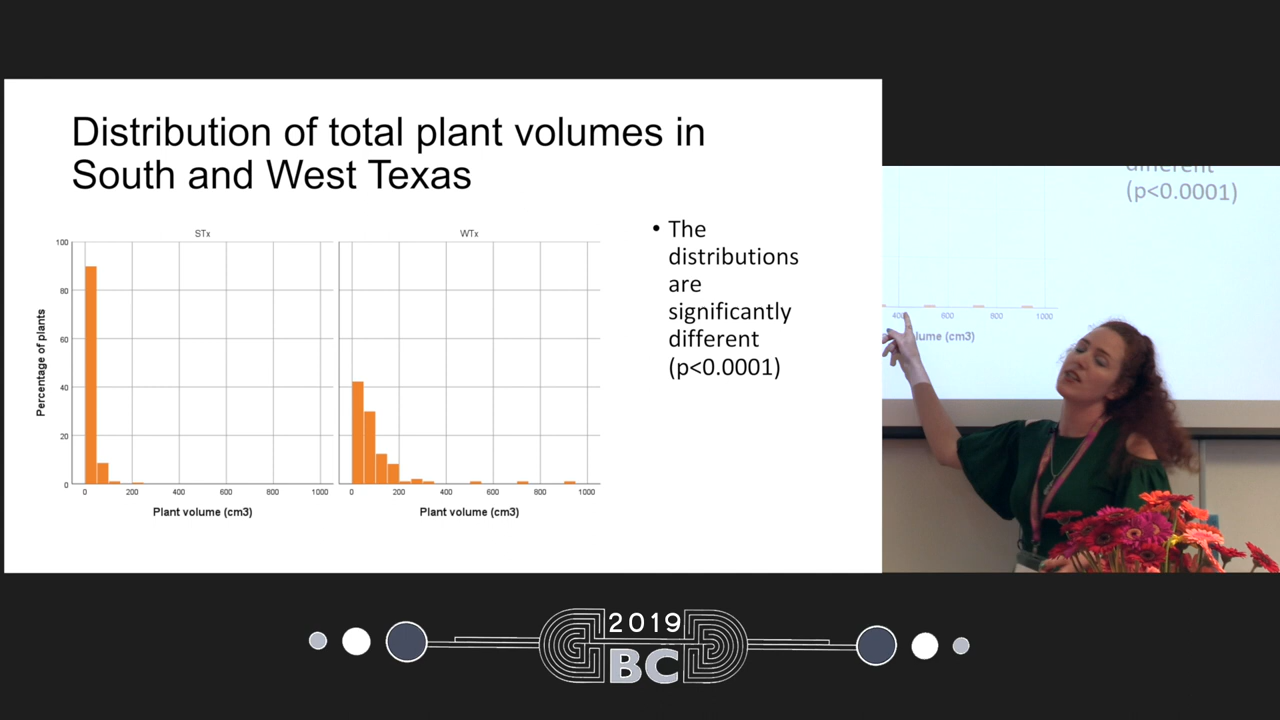 Distribution of total plant volumes in
South and West Texas
STx
WTx
100
80
60
40
20
0
Percentage of plants
0 200 400 600 800 1000
0 200 400 600 800 1000
Plant volume (cm3)
Plant volume (cm3)
• The
distributions
are
significantly
different
(p<0.0001)
different
(p<0.0001)
400 600 800 1000
lume (cm3)
2019
BC